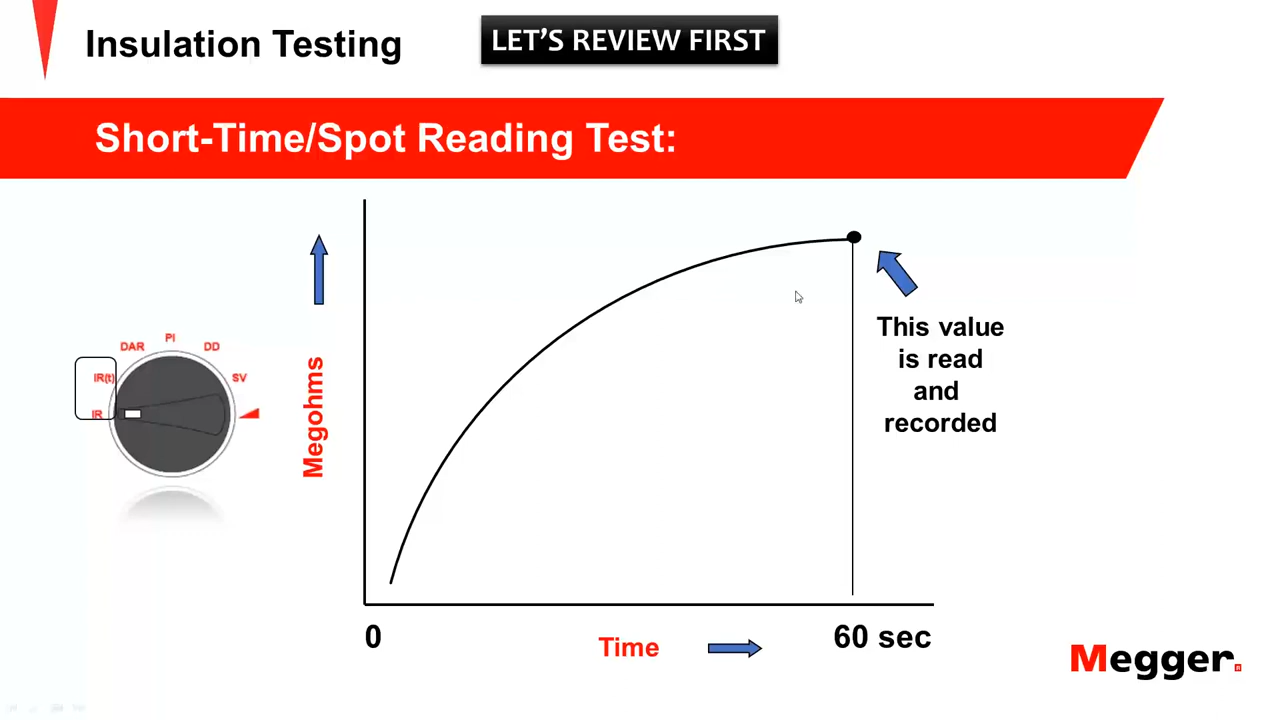 Insulation Testing
LET'S REVIEW FIRST
Short-Time/Spot Reading Test:
PI
DAR
DD
IR(t)
SV
IR
Megohms
This value
is read
and
recorded
0
Time
60 sec
Megger.